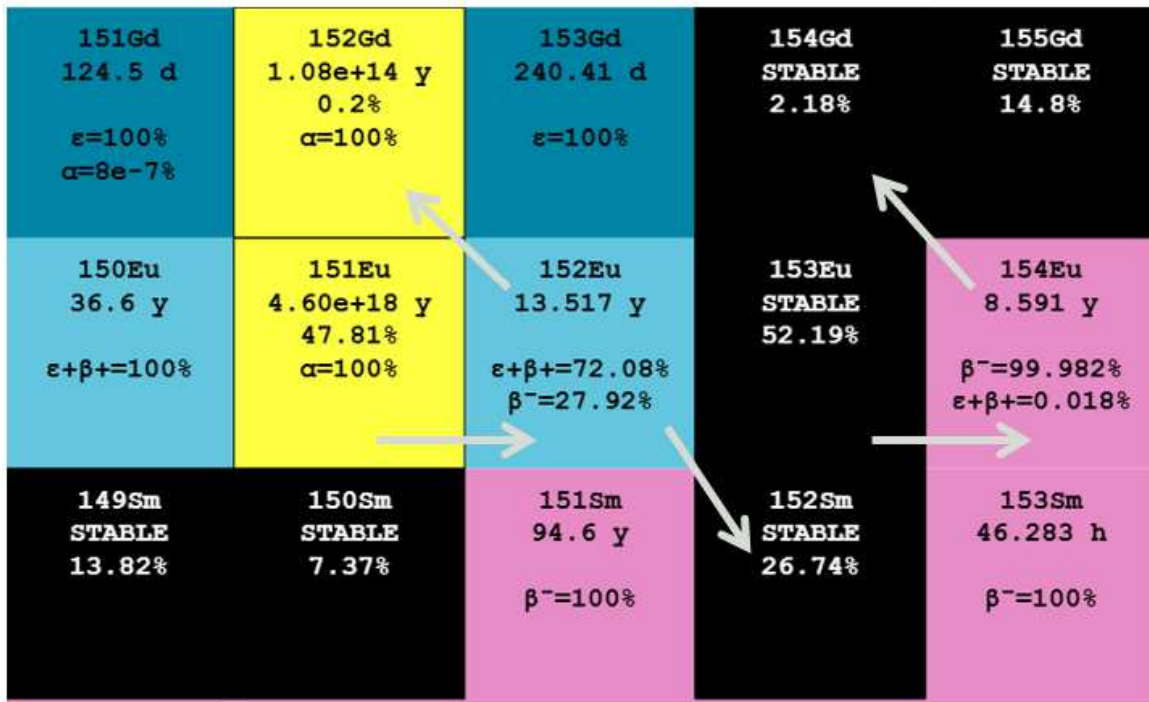 151Gd
124.5 d
ε=100%
α=8e-7%
152Gd
1.08e+14 y
0.2%
α=100%
153Gd
240.41 d
ε=100%
154Gd
STABLE
2.18%
155Gd
STABLE
14.8%
150Eu
36.6 y
ε+β+=100%
151Eu
4.60e+18 y
47.81%
α=100%
152Eu
13.517 y
ε+β+=72.08%
β⁻=27.92%
153Eu
STABLE
52.19%
154Eu
8.591 y
β⁻=99.982%
ε+β+=0.018%
149Sm
STABLE
13.82%
150Sm
STABLE
7.37%
151Sm
94.6 y
β⁻=100%
152Sm
STABLE
26.74%
153Sm
46.283 h
β⁻=100%